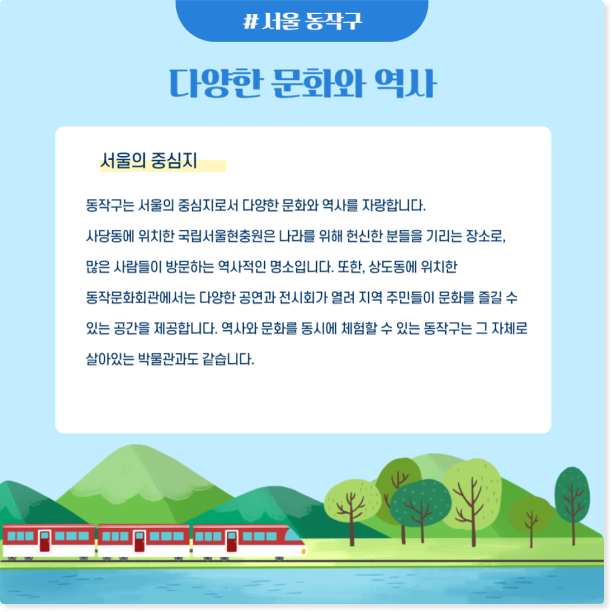 # 서울 동작구
다양한 문화와 역사
서울의 중심지
동작구는 서울의 중심지로서 다양한 문화와 역사를 자랑합니다.
사당동에 위치한 국립서울현충원은 나라를 위해 헌신한 분들을 기리는 장소로,
많은 사람들이 방문하는 역사적인 명소입니다. 또한, 상도동에 위치한
동작문화회관에서는 다양한 공연과 전시회가 열려 지역 주민들이 문화를 즐길 수
있는 공간을 제공합니다. 역사와 문화를 동시에 체험할 수 있는 동작구는 그 자체로
살아있는 박물관과도 같습니다.